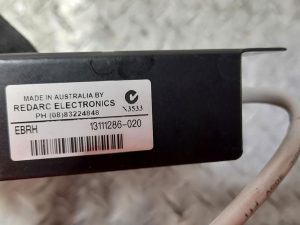 MADE IN AUSTRALIA BY
REDARC ELECTRONICS
PH (08)83224848
N3533
EBRH 13111286-020